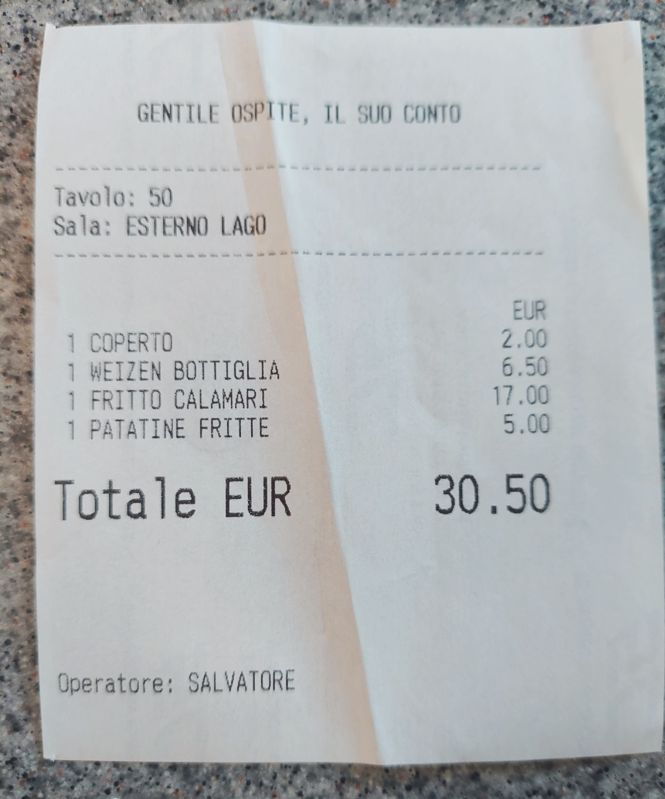 GENTILE OSPITE, IL SUO CONTO
Tavolo: 50
Sala: ESTERNO LAGO
EUR
1 COPERTO 2.00
1 WEIZEN BOTTIGLIA 6.50
1 FRITTO CALAMARI 17.00
1 PATATINE FRITTE 5.00
Totale EUR 30.50
Operatore: SALVATORE